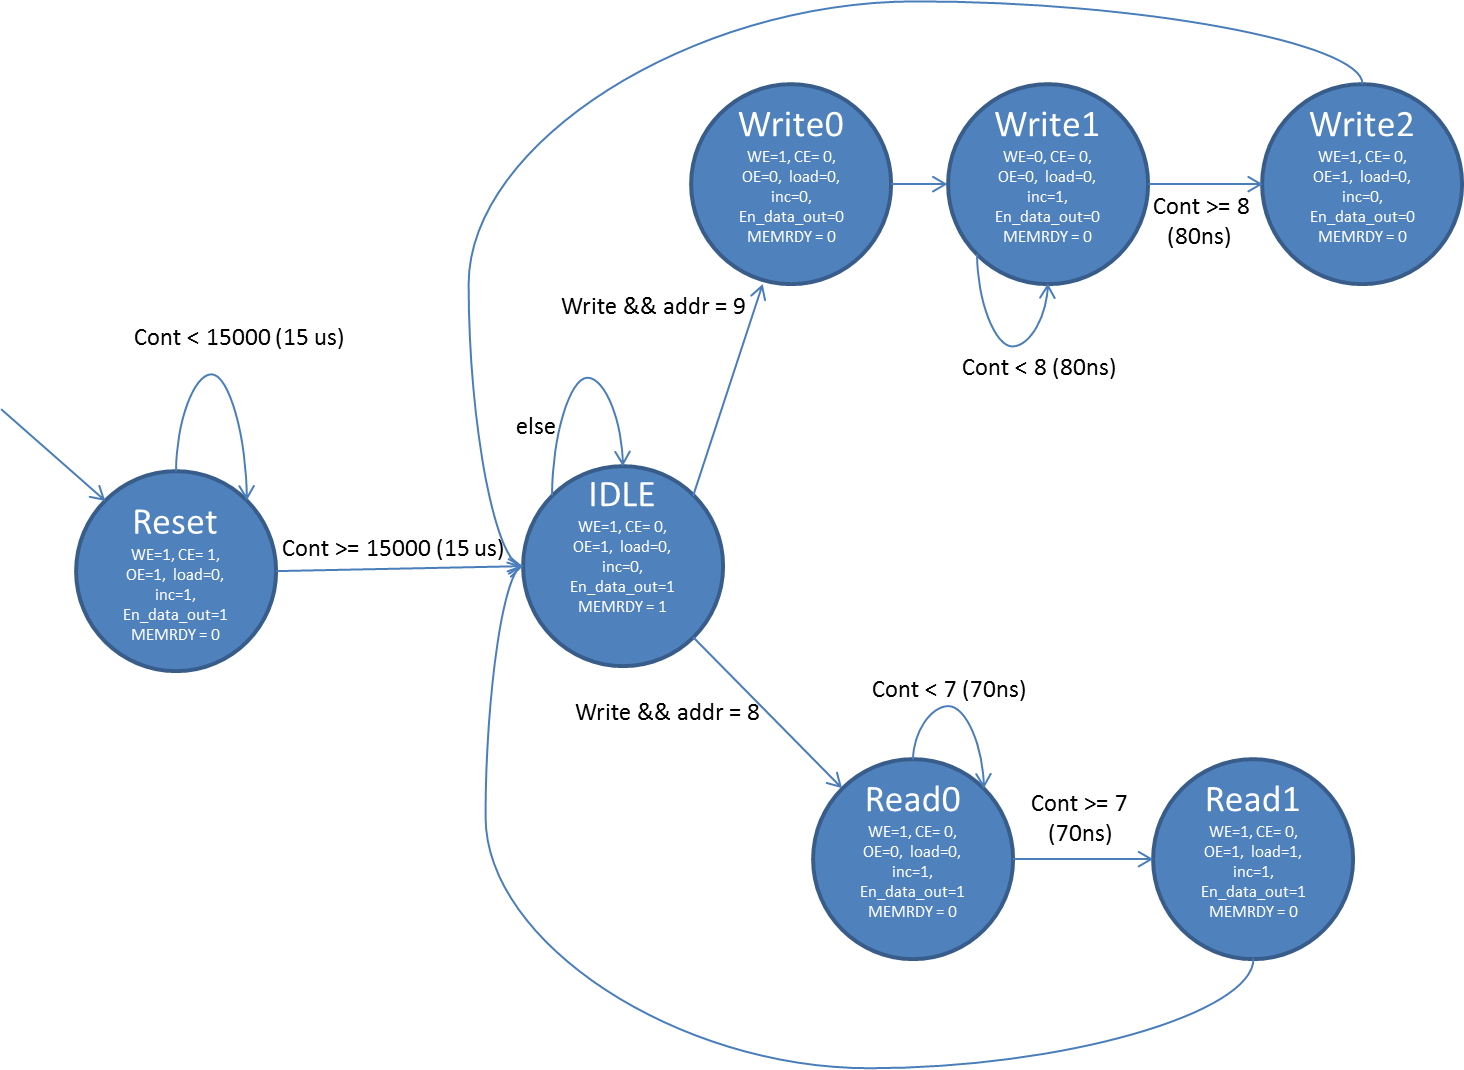 Write0
WE=1, CE= 0,
OE=0,  load=0,
inc=0,
En_data_out=0
MEMRDY = 0
Write1
WE=0, CE= 0,
OE=0,  load=0,
inc=1,
En_data_out=0
MEMRDY = 0
Cont >= 8
(80ns)
Write2
WE=1, CE= 0,
OE=1,  load=0,
inc=0,
En_data_out=0
MEMRDY = 0
Write && addr = 9
Cont < 8 (80ns)
Cont < 15000 (15 us)
else
Reset
WE=1, CE= 1,
OE=1,  load=0,
inc=1,
En_data_out=1
MEMRDY = 0
Cont >= 15000 (15 us)
IDLE
WE=1, CE= 0,
OE=1,  load=0,
inc=0,
En_data_out=1
MEMRDY = 1
Write && addr = 8
Cont < 7 (70ns)
Read0
WE=1, CE= 0,
OE=0,  load=0,
inc=1,
En_data_out=1
MEMRDY = 0
Cont >= 7
(70ns)
Read1
WE=1, CE= 0,
OE=1,  load=1,
inc=1,
En_data_out=1
MEMRDY = 0